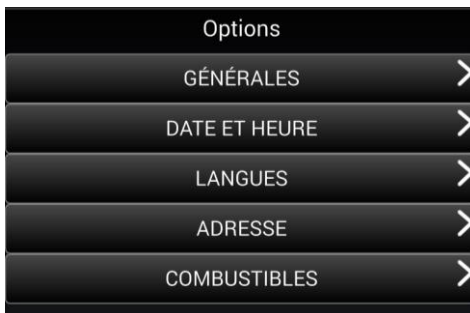 Options
GÉNÉRALES
DATE ET HEURE
LANGUES
ADRESSE
COMBUSTIBLES